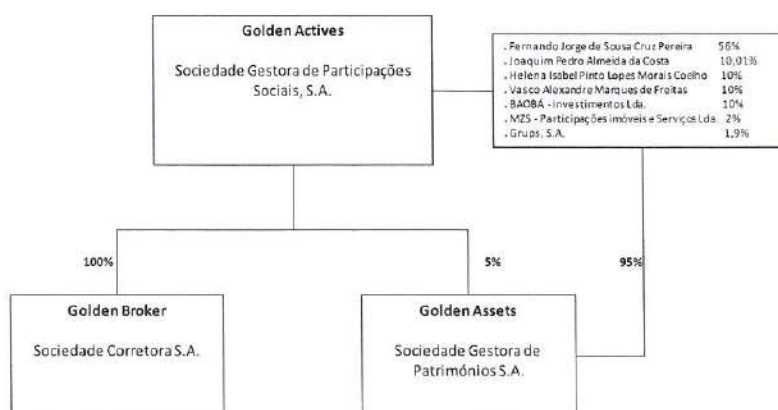 Golden Actives
Sociedade Gestora de Participações
Sociais, S.A.
. Fernando Jorge de Sousa Cruz Pereira 56%
. Joaquim Pedro Almeida da Costa 10,01%
. Helena Isabel Pinto Lopes Morais Coelho 10%
. Vasco Alexandre Marques de Freitas 10%
. BAOBÁ - Investimentos Lda. 10%
. MZS - Participações imóveis e Serviços Lda 2%
. Grups, S.A. 1,9%
100%
5%
95%
Golden Broker
Sociedade Corretora S.A.
Golden Assets
Sociedade Gestora de
Patrimónios S.A.